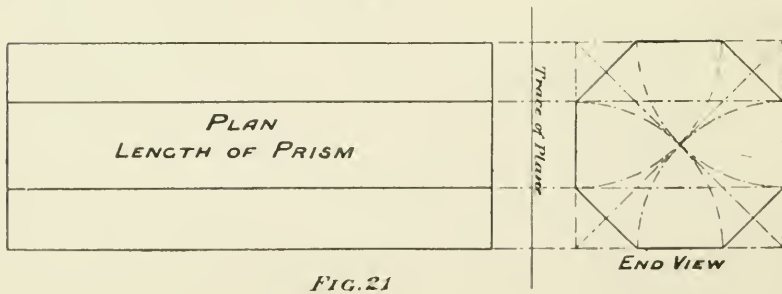 PLAN
LENGTH OF PRISM
Trace of Plane
END VIEW
FIG. 21